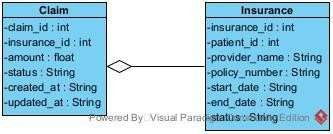 Claim
-claim_id : int
-insurance_id : int
-amount : float
-status : String
-created_at : String
-updated_at : String
Insurance
-insurance_id : int
-patient_id : int
-provider_name : String
-policy_number : String
-start_date : String
-end_date : String
-status : String
Powered By: Visual Paradigm Community Edition